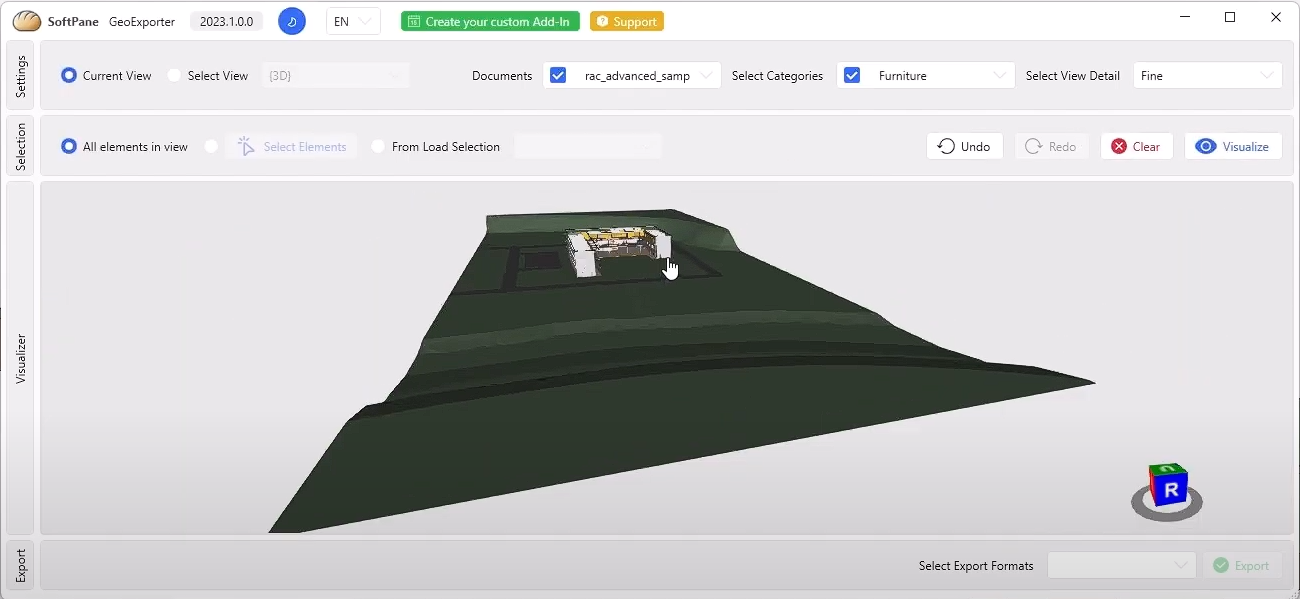 SoftPane GeoExporter 2023.1.0.0 EN Create your custom Add-In Support
Settings
Current View Select View {3D} Documents rac_advanced_samp Select Categories Furniture Select View Detail Fine
Selection
All elements in view Select Elements From Load Selection Undo Redo Clear Visualize
Visualizer
R
Export
Select Export Formats Export